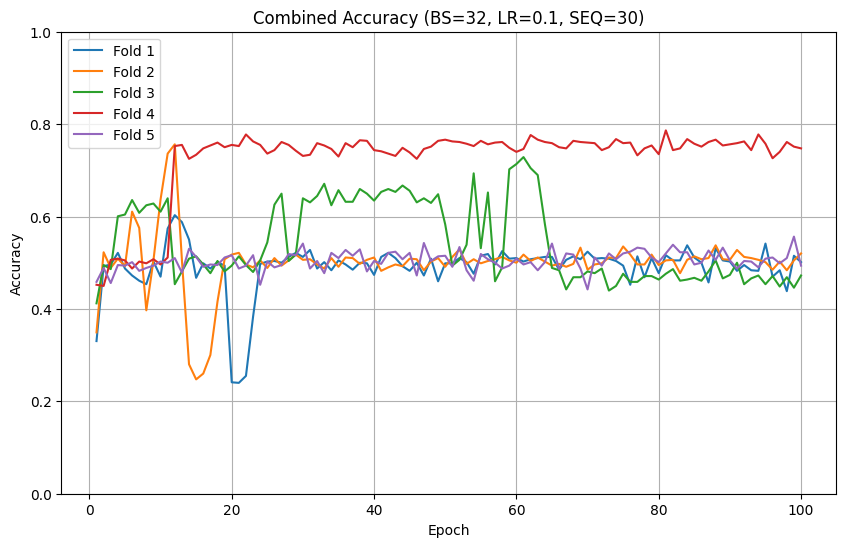 Combined Accuracy (BS=32, LR=0.1, SEQ=30)
Fold 1
Fold 2
Fold 3
Fold 4
Fold 5
Accuracy
1.0
0.8
0.6
0.4
0.2
0.0
0 20 40 60 80 100
Epoch